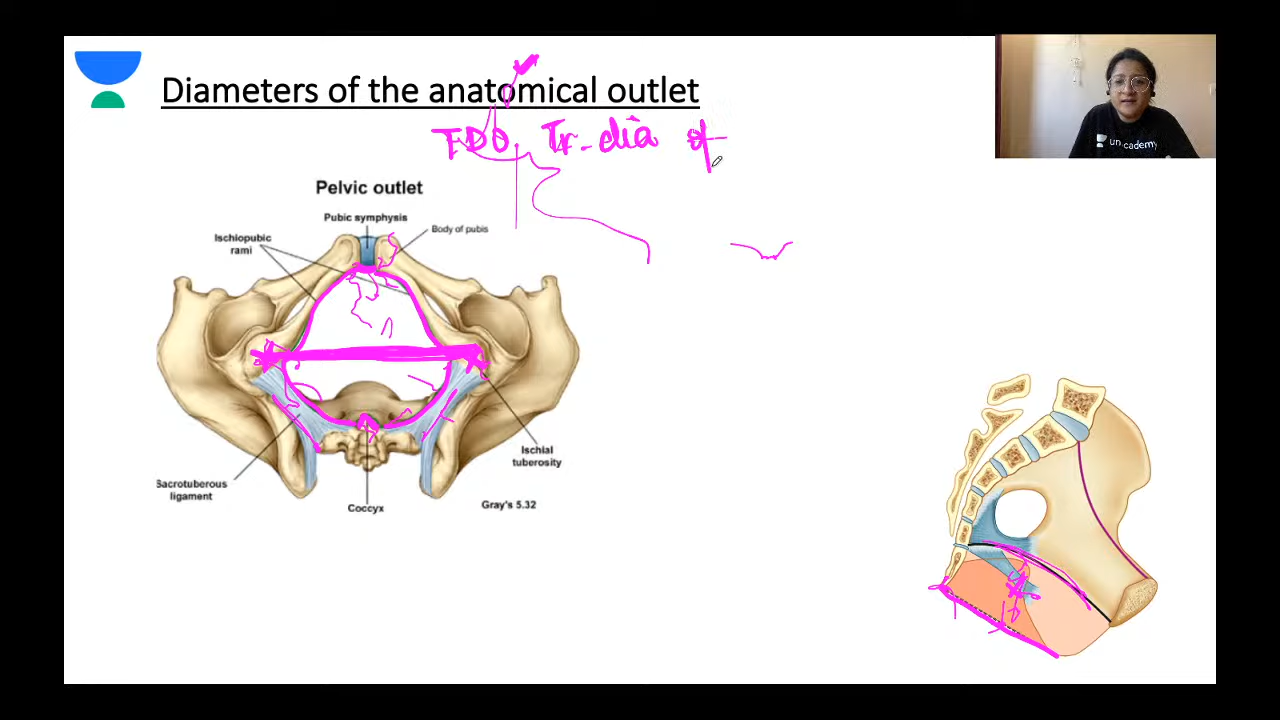 Diameters of the anatomical outlet
TDO. Tr. dia of
Pelvic outlet
Pubic symphysis
Body of pubis
Ischiopubic
rami
Ischial
tuberosity
Sacrotuberous
ligament
Coccyx
Gray's 5.32
unacademy